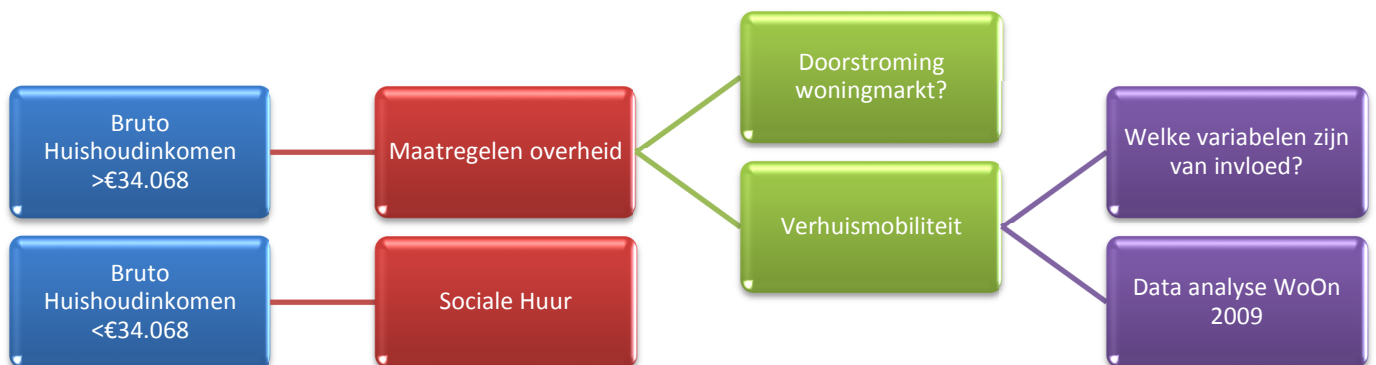 Bruto
Huishoudinkomen
>€34.068
Maatregelen overheid
Doorstroming
woningmarkt?
Verhuismobiliteit
Welke variabelen zijn
van invloed?
Data analyse WoOn
2009
Bruto
Huishoudinkomen
<€34.068
Sociale Huur